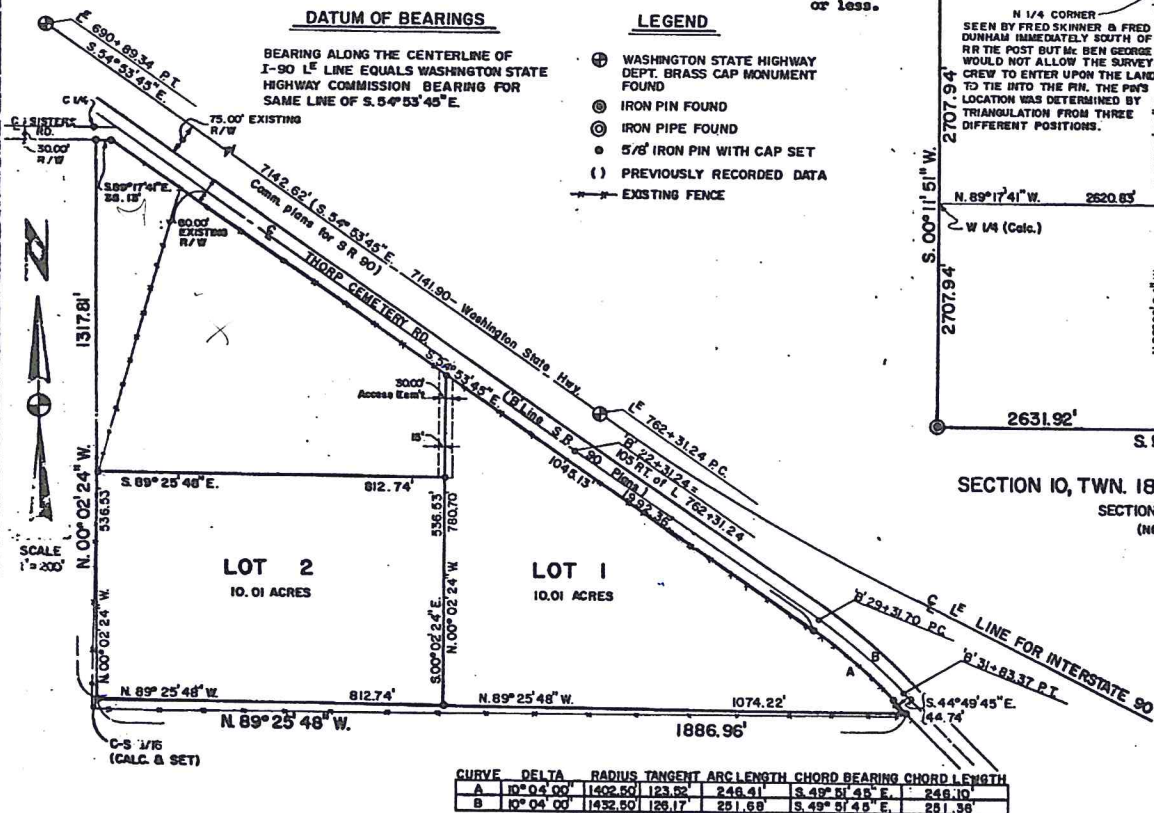 or less.
DATUM OF BEARINGS
BEARING ALONG THE CENTERLINE OF
I-90 LE LINE EQUALS WASHINGTON STATE
HIGHWAY COMMISSION BEARING FOR
SAME LINE OF S.54°53'45"E.
LEGEND
WASHINGTON STATE HIGHWAY
DEPT. BRASS CAP MONUMENT
FOUND
IRON PIN FOUND
IRON PIPE FOUND
5/8" IRON PIN WITH CAP SET
( ) PREVIOUSLY RECORDED DATA
EXISTING FENCE
N 1/4 CORNER
SEEN BY FRED SKINNER & FRED
DUNHAM IMMEDIATELY SOUTH OF
RR TIE POST BUT Mr. BEN GEORGE
WOULD NOT ALLOW THE SURVEY
CREW TO ENTER UPON THE LAND
TO TIE INTO THE PIN. THE PIN'S
LOCATION WAS DETERMINED BY
TRIANGULATION FROM THREE
DIFFERENT POSITIONS.
2707.94'
S. 00° 11' 51" W.
N. 89° 17' 41" W. 2620.83'
W 1/4 (Calc.)
2707.94'
2631.92'
SECTION 10, TWN. 18
SECTION
LE 690+89.34 P.T.
S.54°53'45"E.
C 1/4
SISTERS
RD.
30.00'
R/W
75.00' EXISTING
R/W
S.89°17'41"E.
60.00'
EXISTING
R/W
7142.62' (S.54°53'45"E. 7141.90 - Washington State Hwy.
Comm. plans for S R 90)
THORP CEMETERY RD.
S.54°53'45"E. ('B' Line S.R. 90 Plans)
1317.81'
N. 00° 02' 24" W.
SCALE
1"=200'
30.00'
Access Esm't
15'
1045.13'
1992.36'
LE 762+31.24 P.C.
'B' 22+31.24=
105' RT. of L 762+31.24
S. 89° 25' 48" E. 812.74'
536.53'
N.00°02'24"W.
536.53'
S.00°02'24"E.
780.70'
N.00°02'24"W.
LOT 2
10.01 ACRES
LOT 1
10.01 ACRES
'B' 29+31.70 P.C.
A
B
'B' 31+83.37 P.T.
LE LINE FOR INTERSTATE 90
S.44°49'45"E.
44.74'
N. 89° 25' 48" W. 812.74'
N. 89° 25' 48" W. 1074.22'
N. 89° 25' 48" W. 1886.96'
C-S 1/16
(CALC. & SET)
CURVE DELTA RADIUS TANGENT ARC LENGTH CHORD BEARING CHORD LENGTH
A 10° 04' 00" 1402.50' 123.52' 246.41' S. 49° 51' 45" E. 246.10'
B 10° 04' 00" 1432.50' 126.17' 251.68' S. 49° 51' 45" E. 251.36'